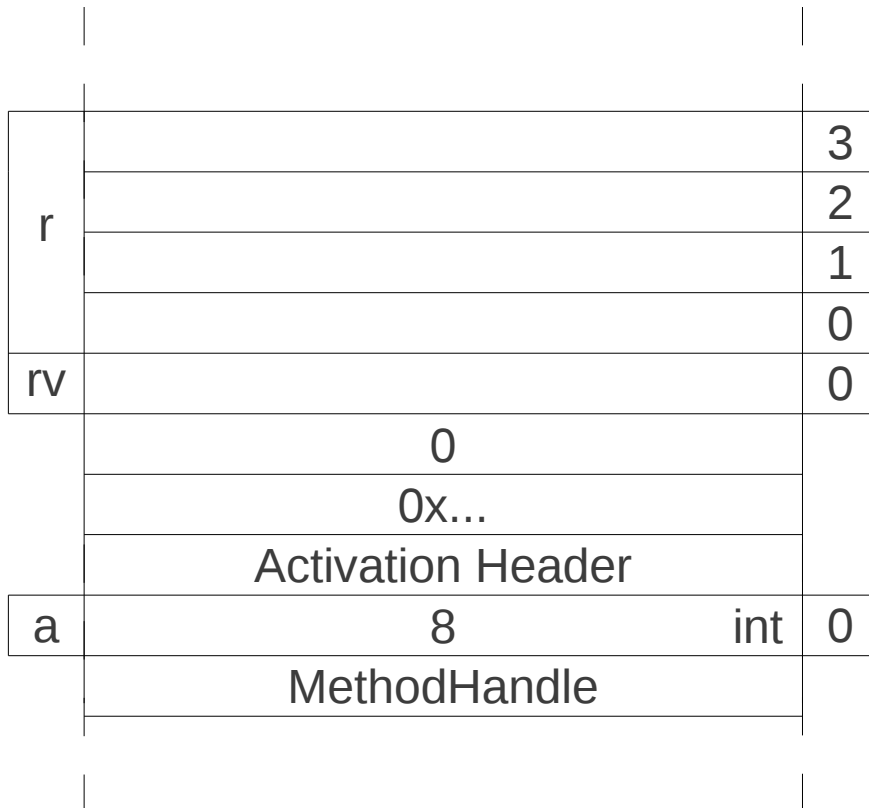 3
2
r
1
0
rv 0
0
0x...
Activation Header
a 8 int 0
MethodHandle